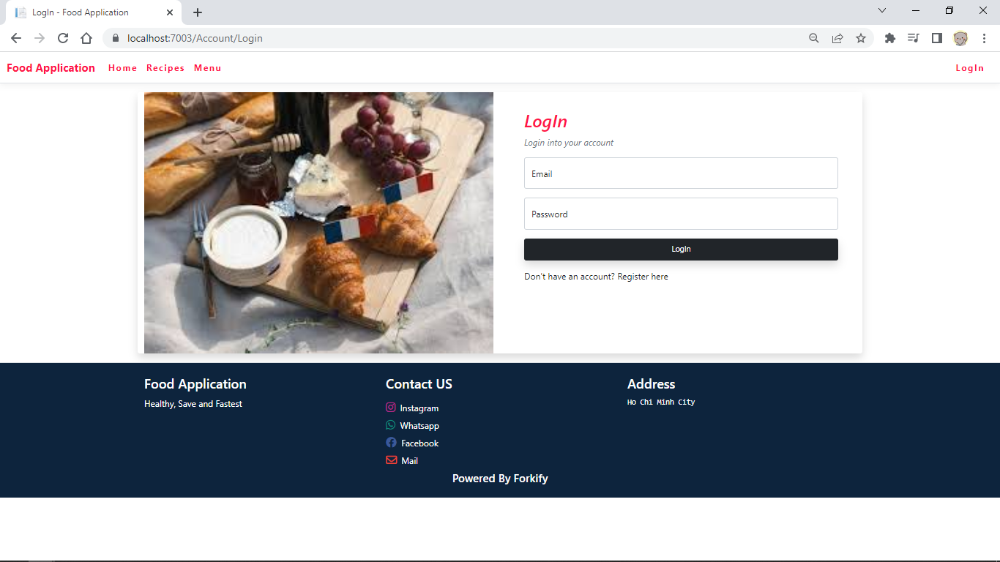 LogIn - Food Application
localhost:7003/Account/Login
Food Application Home Recipes Menu LogIn
LogIn
Login into your account
Email
Password
LogIn
Don't have an account? Register here
Food Application
Healthy, Save and Fastest
Contact US
Instagram
Whatsapp
Facebook
Mail
Address
Ho Chi Minh City
Powered By Forkify